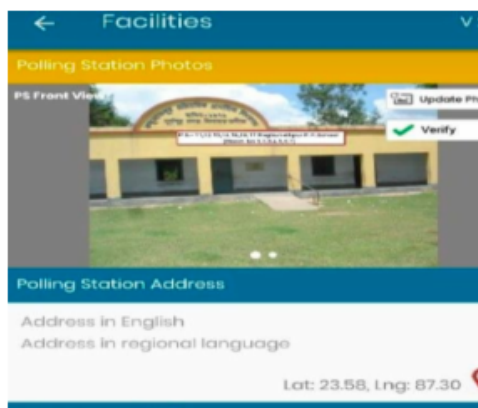 ← Facilities V
Polling Station Photos
PS Front View
Update Ph
Verify
Polling Station Address
Address in English
Address in regional language
Lat: 23.58, Lng: 87.30